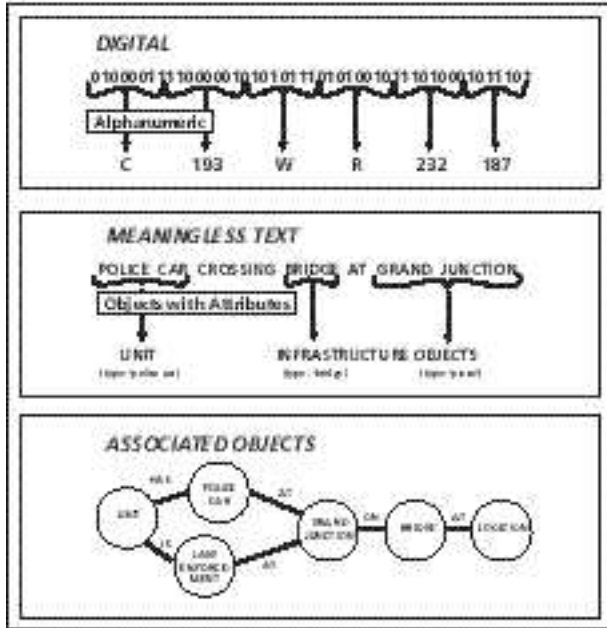 DIGITAL
Alphanumeric
C 193 W R 232 187
MEANINGLESS TEXT
POLICE CAR CROSSING BRIDGE AT GRAND JUNCTION
Objects with Attributes
UNIT INFRASTRUCTURE OBJECTS
ASSOCIATED OBJECTS
HAS POLICE CAR AT
UNIT GRAND JUNCTION ON BRIDGE AT LOCATION
IS LAW ENFORCE- MENT AT